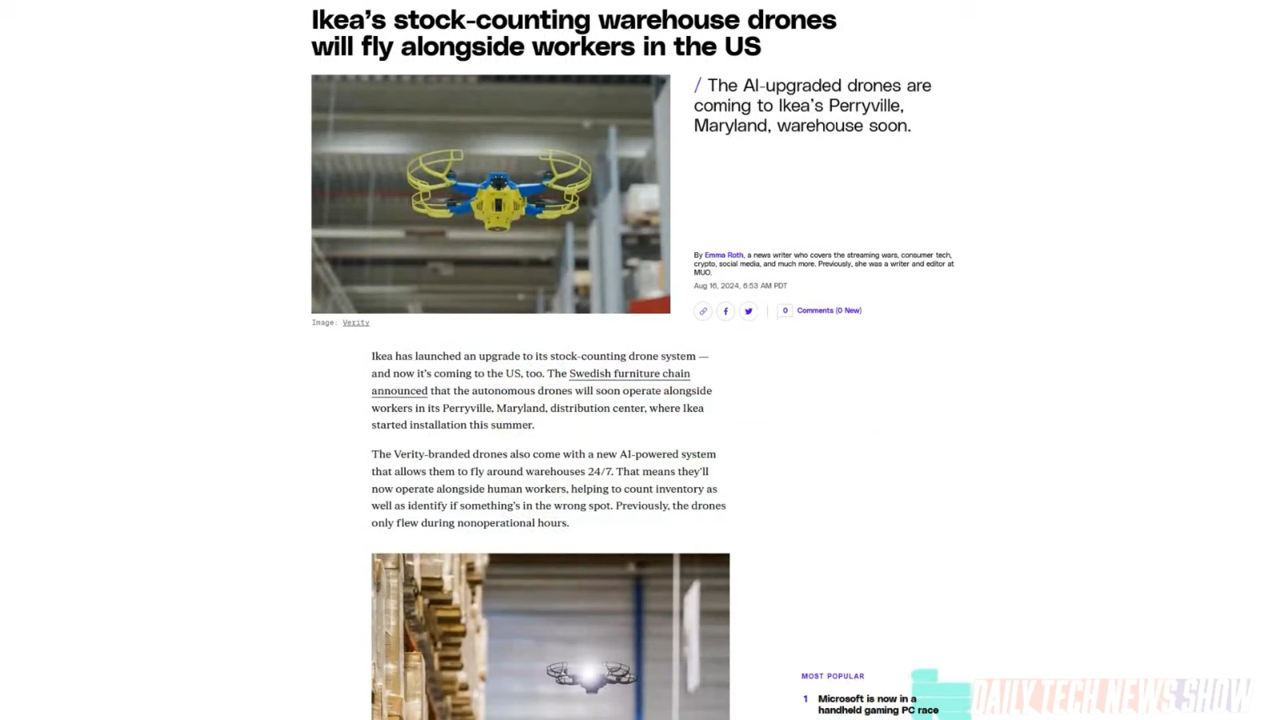 Ikea's stock-counting warehouse drones
will fly alongside workers in the US
/ The AI-upgraded drones are
coming to Ikea's Perryville,
Maryland, warehouse soon.
By Emma Roth, a news writer who covers the streaming wars, consumer tech,
crypto, social media, and much more. Previously, she was a writer and editor at
MUO.
Aug 16, 2024, 6:53 AM PDT
0 Comments (0 New)
Image: Verity
Ikea has launched an upgrade to its stock-counting drone system —
and now it's coming to the US, too. The Swedish furniture chain
announced that the autonomous drones will soon operate alongside
workers in its Perryville, Maryland, distribution center, where Ikea
started installation this summer.
The Verity-branded drones also come with a new AI-powered system
that allows them to fly around warehouses 24/7. That means they'll
now operate alongside human workers, helping to count inventory as
well as identify if something's in the wrong spot. Previously, the drones
only flew during nonoperational hours.
MOST POPULAR
1 Microsoft is now in a
handheld gaming PC race
DAILY TECH NEWS SHOW